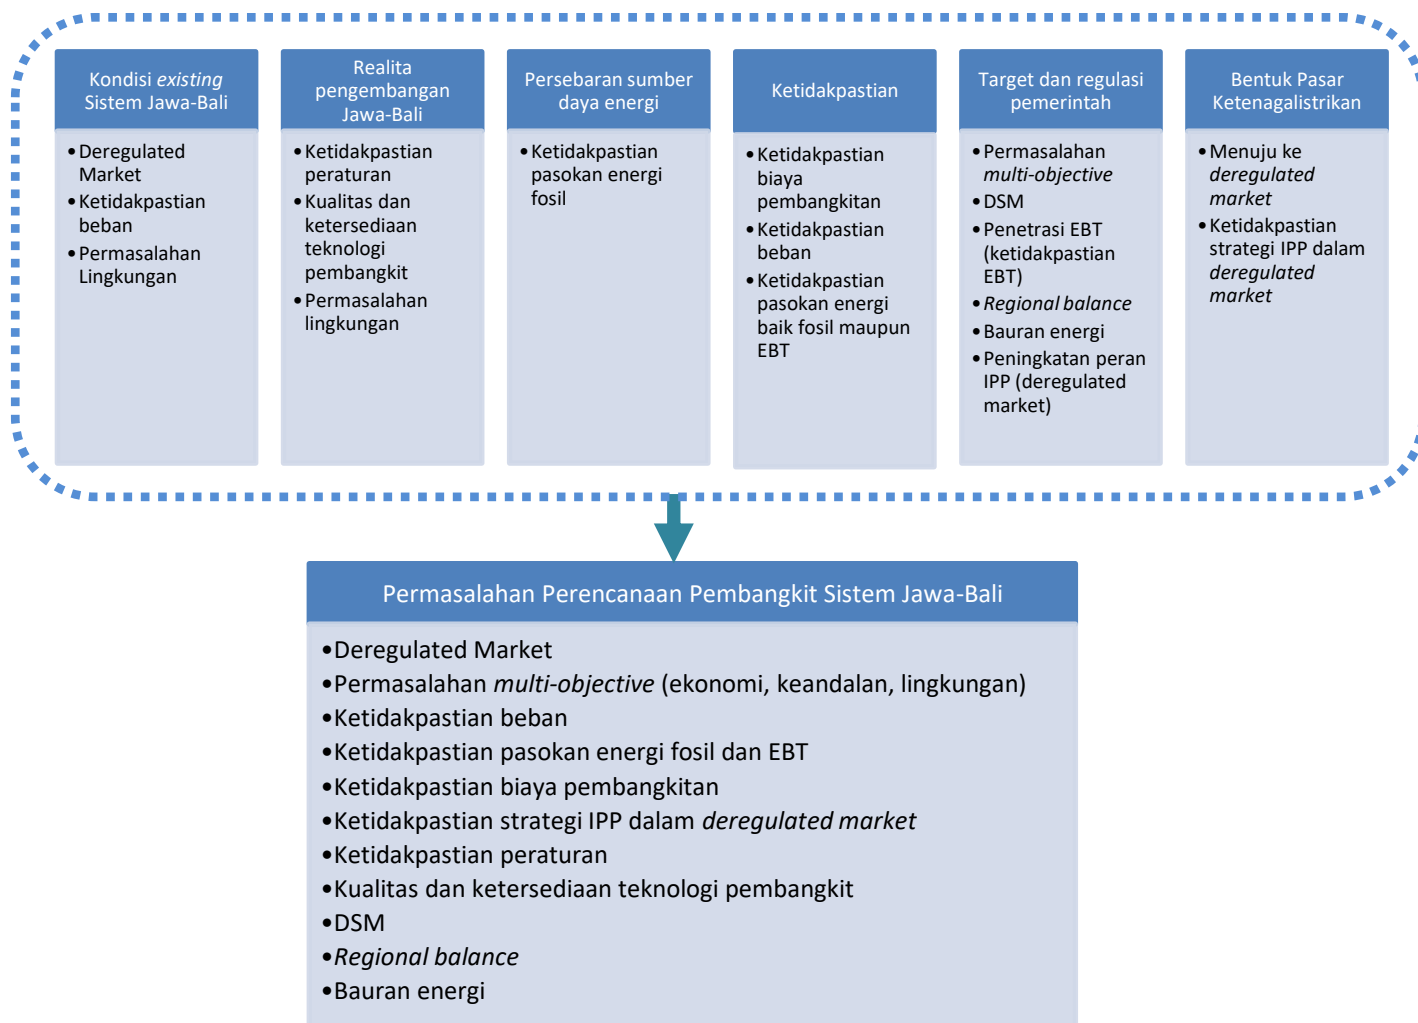 Kondisi existing
Sistem Jawa-Bali
•Deregulated
Market
•Ketidakpastian
beban
•Permasalahan
Lingkungan
Realita
pengembangan
Jawa-Bali
•Ketidakpastian
peraturan
•Kualitas dan
ketersediaan
teknologi
pembangkit
•Permasalahan
lingkungan
Persebaran sumber
daya energi
•Ketidakpastian
pasokan energi
fosil
Ketidakpastian
•Ketidakpastian
biaya
pembangkitan
•Ketidakpastian
beban
•Ketidakpastian
pasokan energi
baik fosil maupun
EBT
Target dan regulasi
pemerintah
•Permasalahan
multi-objective
•DSM
•Penetrasi EBT
(ketidakpastian
EBT)
•Regional balance
•Bauran energi
•Peningkatan peran
IPP (deregulated
market)
Bentuk Pasar
Ketenagalistrikan
•Menuju ke
deregulated
market
•Ketidakpastian
strategi IPP dalam
deregulated
market
Permasalahan Perencanaan Pembangkit Sistem Jawa-Bali
•Deregulated Market
•Permasalahan multi-objective (ekonomi, keandalan, lingkungan)
•Ketidakpastian beban
•Ketidakpastian pasokan energi fosil dan EBT
•Ketidakpastian biaya pembangkitan
•Ketidakpastian strategi IPP dalam deregulated market
•Ketidakpastian peraturan
•Kualitas dan ketersediaan teknologi pembangkit
•DSM
•Regional balance
•Bauran energi